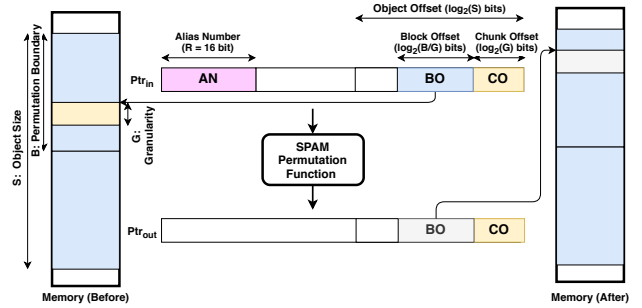 Object Offset (log2(S) bits)
Alias Number
(R = 16 bit)
Block Offset
(log2(B/G) bits)
Chunk Offset
(log2(G) bits)
Ptrin
AN
BO
CO
S: Object Size
B: Permutation Boundary
G:
Granularity
SPAM
Permutation
Function
Ptrout
BO
CO
Memory (Before)
Memory (After)